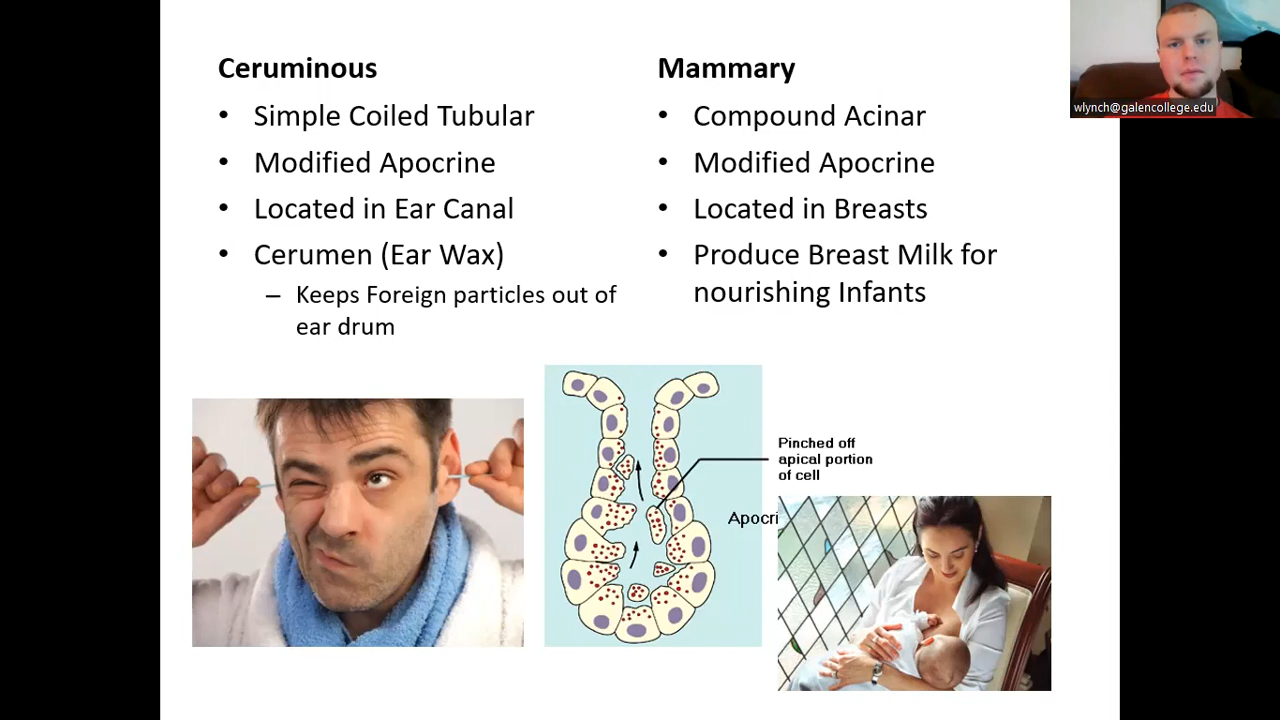 Ceruminous
• Simple Coiled Tubular
• Modified Apocrine
• Located in Ear Canal
• Cerumen (Ear Wax)
– Keeps Foreign particles out of
ear drum
Mammary
• Compound Acinar
• Modified Apocrine
• Located in Breasts
• Produce Breast Milk for
nourishing Infants
Pinched off
apical portion
of cell
Apocri
wlynch@galencollege.edu